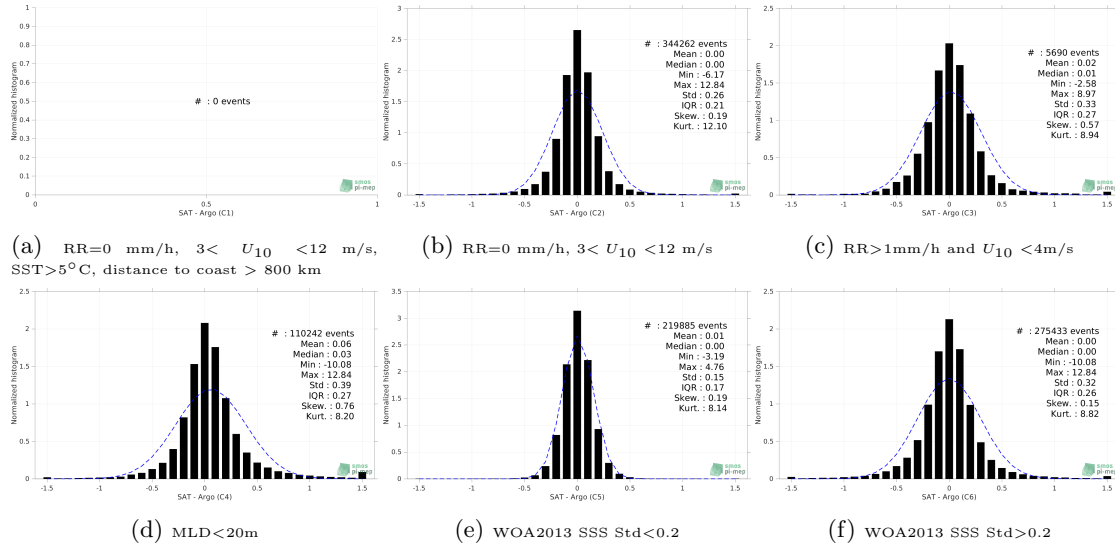 Normalized histogram
1
0.9
0.8
0.7
0.6
0.5
0.4
0.3
0.2
0.1
0
# : 0 events
smos
pi-mep
0
0.5
1
SAT - Argo (C1)
Normalized histogram
3
2.5
2
1.5
1
0.5
0
# : 344262 events
Mean : 0.00
Median : 0.00
Min : -6.17
Max : 12.84
Std : 0.26
IQR : 0.21
Skew. : 0.19
Kurt. : 12.10
smos
pi-mep
-1.5
-1
-0.5
0
0.5
1
1.5
SAT - Argo (C2)
Normalized histogram
2.5
2
1.5
1
0.5
0
# : 5690 events
Mean : 0.02
Median : 0.01
Min : -2.58
Max : 8.97
Std : 0.33
IQR : 0.27
Skew. : 0.57
Kurt. : 8.94
smos
pi-mep
-1.5
-1
-0.5
0
0.5
1
1.5
SAT - Argo (C3)
(a) RR=0 mm/h, 3< U10 <12 m/s,
SST>5°C, distance to coast > 800 km
(b) RR=0 mm/h, 3< U10 <12 m/s
(c) RR>1mm/h and U10 <4m/s
Normalized histogram
2.5
2
1.5
1
0.5
0
# : 110242 events
Mean : 0.06
Median : 0.03
Min : -10.08
Max : 12.84
Std : 0.39
IQR : 0.27
Skew. : 0.76
Kurt. : 8.20
smos
pi-mep
-1.5
-1
-0.5
0
0.5
1
1.5
SAT - Argo (C4)
Normalized histogram
3.5
3
2.5
2
1.5
1
0.5
0
# : 219885 events
Mean : 0.01
Median : 0.00
Min : -3.19
Max : 4.76
Std : 0.15
IQR : 0.17
Skew. : 0.19
Kurt. : 8.14
smos
pi-mep
-1.5
-1
-0.5
0
0.5
1
1.5
SAT - Argo (C5)
Normalized histogram
2.5
2
1.5
1
0.5
0
# : 275433 events
Mean : 0.00
Median : 0.00
Min : -10.08
Max : 12.84
Std : 0.32
IQR : 0.26
Skew. : 0.15
Kurt. : 8.82
smos
pi-mep
-1.5
-1
-0.5
0
0.5
1
1.5
SAT - Argo (C6)
(d) MLD<20m
(e) WOA2013 SSS Std<0.2
(f) WOA2013 SSS Std>0.2